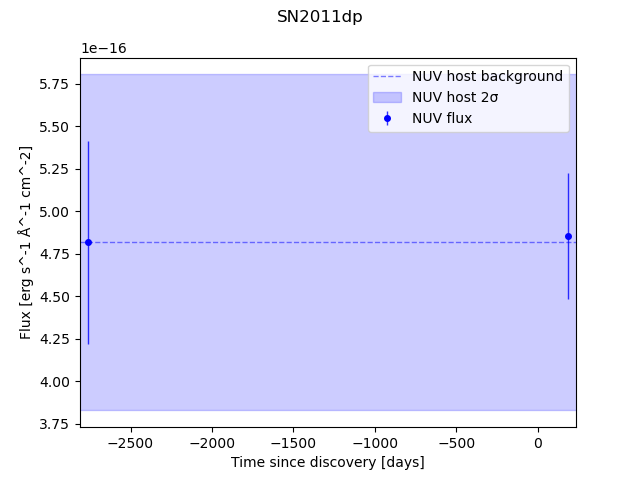 SN2011dp
1e−16
NUV host background
NUV host 2σ
NUV flux
5.75
5.50
5.25
5.00
4.75
4.50
4.25
4.00
3.75
Flux [erg s^-1 Å^-1 cm^-2]
−2500 −2000 −1500 −1000 −500 0
Time since discovery [days]